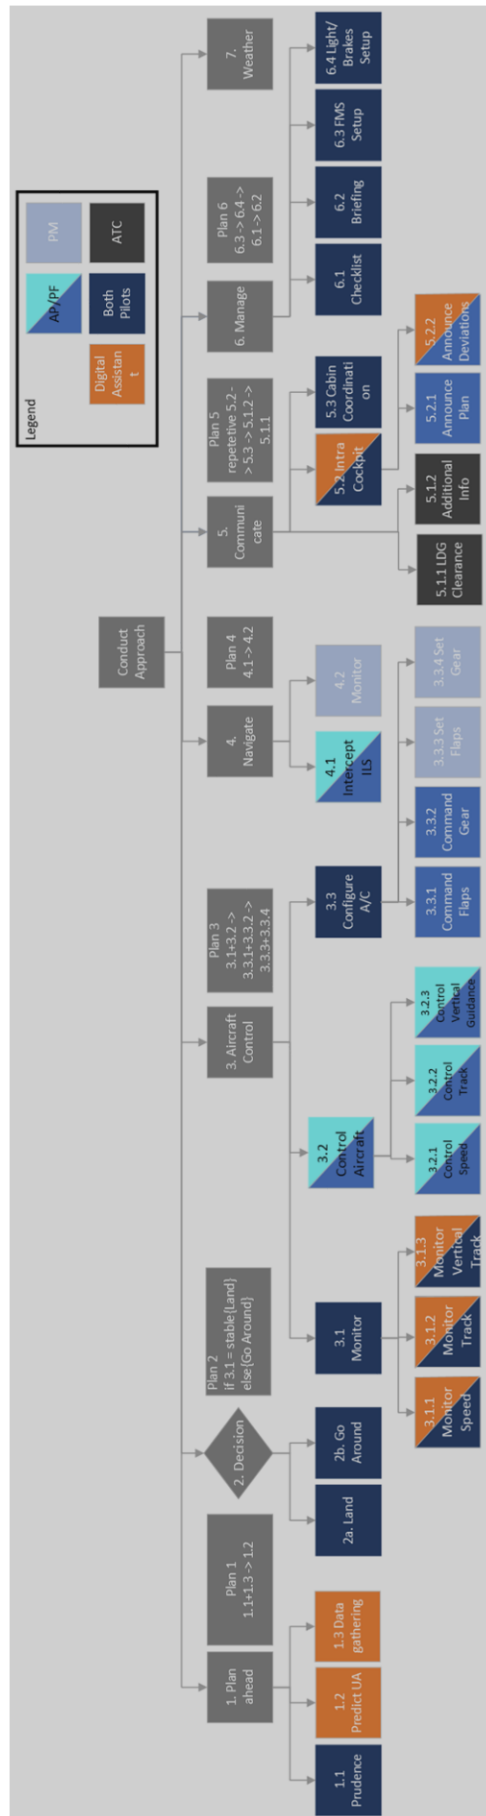 Legend
Digital
Assistan
t
AP/PF
PM
Both
Pilots
ATC
Conduct
Approach
1. Plan
ahead
Plan 1
1.1+1.3 -> 1.2
2. Decision
Plan 2
if 3.1 = stable{Land}
else{Go Around}
3. Aircraft
Control
Plan 3
3.1+3.2 ->
3.3.1+3.3.2 ->
3.3.3+3.3.4
4.
Navigate
Plan 4
4.1 -> 4.2
5.
Communi
cate
Plan 5
repetetive 5.2 -
> 5.3 -> 5.1.2 ->
5.1.1
6. Manage
Plan 6
6.3 -> 6.4 ->
6.1 -> 6.2
7.
Weather
1.1
Prudence
1.2
Predict UA
1.3 Data
gathering
2a. Land
2b. Go
Around
3.1
Monitor
3.2
Control
Aircraft
3.3
Configure
A/C
4.1
Intercept
ILS
4.2
Monitor
5.2 Intra
Cockpit
5.3 Cabin
Coordinati
on
6.1
Checklist
6.2
Briefing
6.3 FMS
Setup
6.4 Light/
Brakes
Setup
3.1.1
Monitor
Speed
3.1.2
Monitor
Track
3.1.3
Monitor
Vertical
Track
3.2.1
Control
Speed
3.2.2
Control
Track
3.2.3
Control
Vertical
Guidance
3.3.1
Command
Flaps
3.3.2
Command
Gear
3.3.3 Set
Flaps
3.3.4 Set
Gear
5.1.1 LDG
Clearance
5.1.2
Additional
Info
5.2.1
Announce
Plan
5.2.2
Announce
Deviations